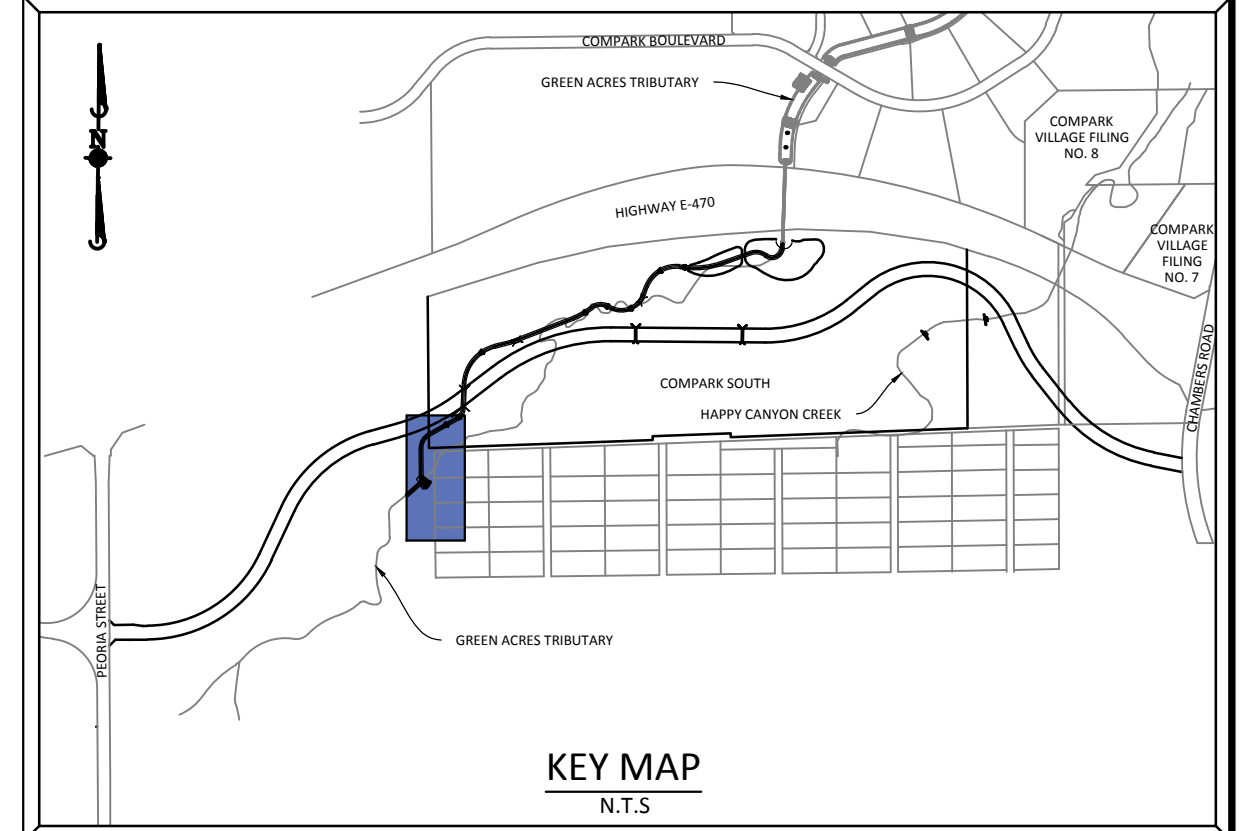 COMPARK BOULEVARD
GREEN ACRES TRIBUTARY
COMPARK
VILLAGE FILING
NO. 8
N
HIGHWAY E-470
COMPARK
VILLAGE
FILING
NO. 7
CHAMBERS ROAD
COMPARK SOUTH
HAPPY CANYON CREEK
PEORIA STREET
GREEN ACRES TRIBUTARY
KEY MAP
N.T.S